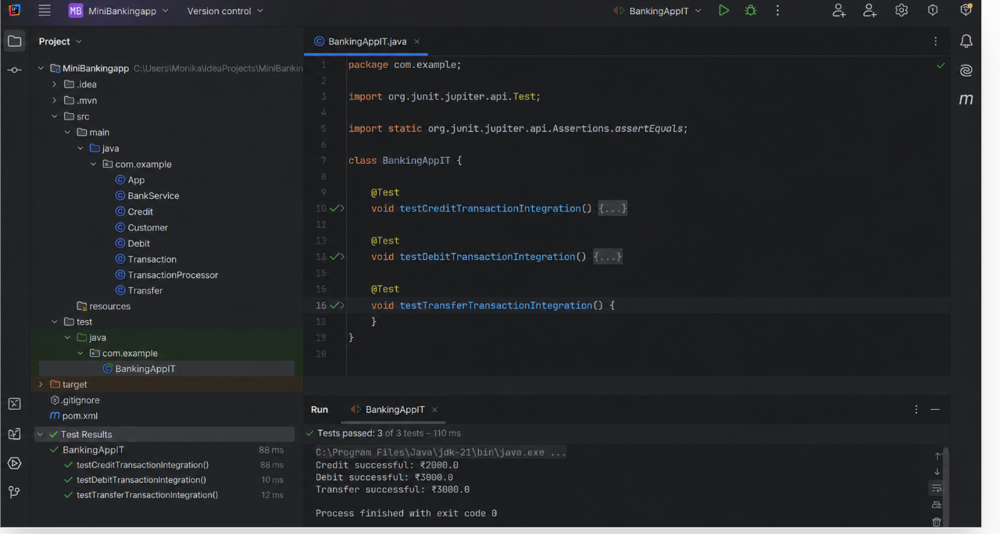 MB MiniBankingapp Version control BankingAppIT
Project
MiniBankingapp C:\Users\Monika\IdeaProjects\MiniBankin
.idea
.mvn
src
main
java
com.example
App
BankService
Credit
Customer
Debit
Transaction
TransactionProcessor
Transfer
resources
test
java
com.example
BankingAppIT
target
.gitignore
m pom.xml
Test Results
BankingAppIT 88 ms
testCreditTransactionIntegration() 88 ms
testDebitTransactionIntegration() 10 ms
testTransferTransactionIntegration() 12 ms
BankingAppIT.java
1 package com.example;
2
3 import org.junit.jupiter.api.Test;
4
5 import static org.junit.jupiter.api.Assertions.assertEquals;
6
7 class BankingAppIT {
8
9 @Test
10 void testCreditTransactionIntegration() {...}
11
13 @Test
13 void testDebitTransactionIntegration() {...}
15
16 @Test
16 void testTransferTransactionIntegration() {
18 }
19 }
19
m
Run BankingAppIT
Tests passed: 3 of 3 tests – 110 ms
C:\Program Files\Java\jdk-21\bin\java.exe ...
Credit successful: ₹2000.0
Debit successful: ₹3000.0
Transfer successful: ₹3000.0
Process finished with exit code 0